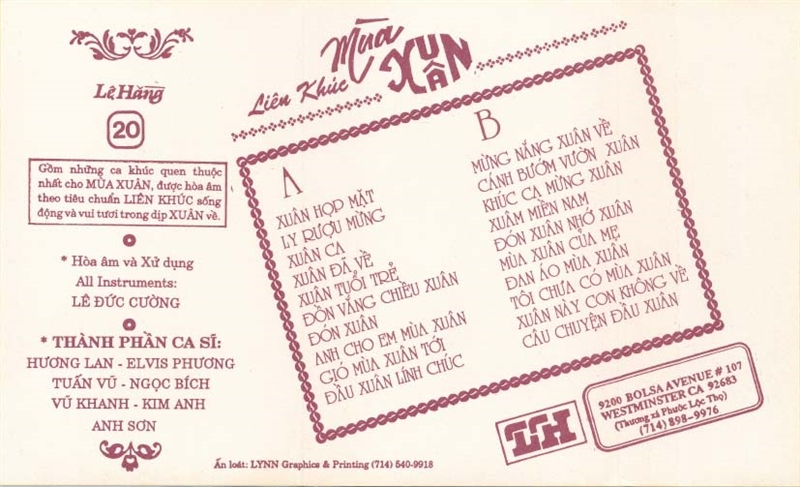 Lê Hằng
20
Gồm những ca khúc quen thuộc
nhất cho MÙA XUÂN, được hòa âm
theo tiêu chuẩn LIÊN KHÚC sống
động và vui tươi trong dịp XUÂN về.
* Hòa âm và Xử dụng
All Instruments:
LÊ ĐỨC CƯỜNG
* THÀNH PHẦN CA SĨ:
HƯƠNG LAN - ELVIS PHƯƠNG
TUẤN VŨ - NGỌC BÍCH
VŨ KHANH - KIM ANH
ANH SƠN
Liên Khúc Mùa
XUÂN
A
XUÂN HỌP MẶT
LY RƯỢU MỪNG
XUÂN CA
XUÂN ĐÃ VỀ
XUÂN TUỔI TRẺ
ĐỒN VẮNG CHIỀU XUÂN
ĐÓN XUÂN
ANH CHO EM MÙA XUÂN
GIÓ MÙA XUÂN TỚI
ĐẦU XUÂN LÍNH CHÚC
B
MỪNG NẮNG XUÂN VỀ
CÁNH BƯỚM VƯỜN XUÂN
KHÚC CA MỪNG XUÂN
XUÂM MIỀN NAM
ĐÓN XUÂN NHỚ XUÂN
MÙA XUÂN CỦA MẸ
ĐAN ÁO MÙA XUÂN
TÔI CHƯA CÓ MÙA XUÂN
XUÂN NÀY CON KHÔNG VỀ
CÂU CHUYỆN ĐẦU XUÂN
LH
9200 BOLSA AVENUE # 107
WESTMINSTER CA 92683
(Thương xá Phước Lộc Thọ)
(714) 898-9976
Ấn loát: LYNN Graphics & Printing (714) 540-9918